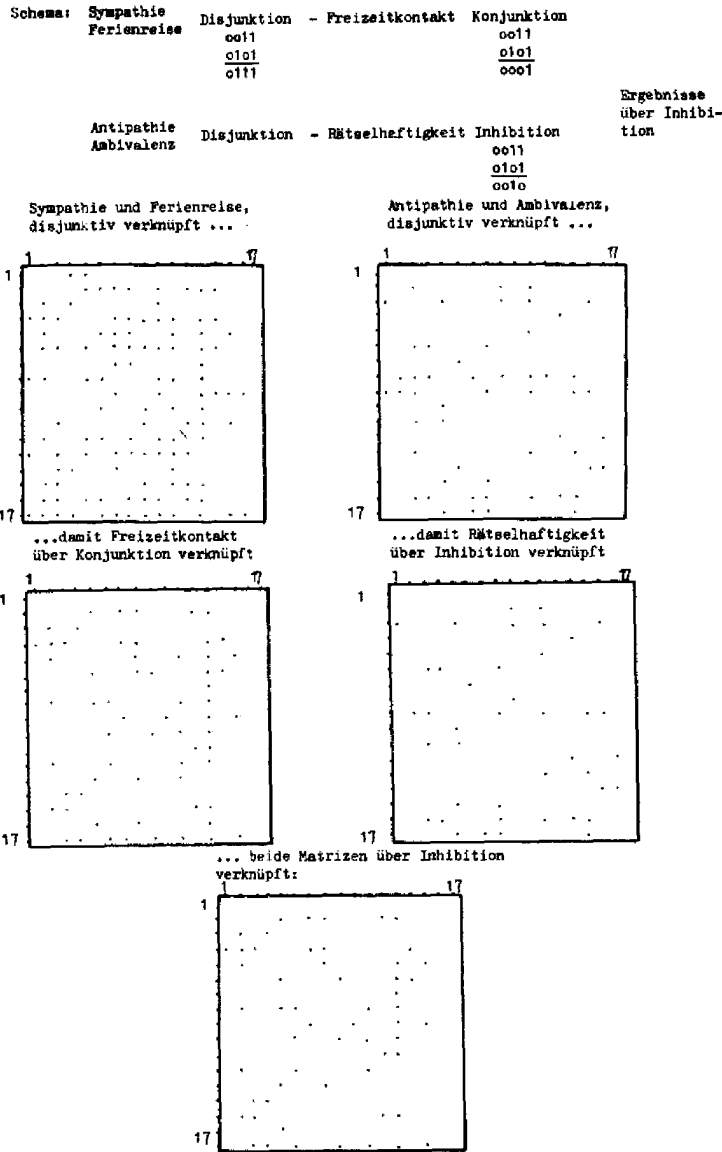 Schema: Sympathie Disjunktion - Freizeitkontakt Konjunktion
Ferienreise
oo11 oo11
o1o1 o1o1
o111 ooo1
Ergebnisse
über Inhibi-
tion
Antipathie Disjunktion - Rätselhaftigkeit Inhibition
Ambivalenz
oo11
o1o1
oo1o
Sympathie und Ferienreise,
disjunktiv verknüpft ...
Antipathie und Ambivalenz,
disjunktiv verknüpft ...
1 17
1
17
1 17
1
17
...damit Freizeitkontakt
über Konjunktion verknüpft
...damit Rätselhaftigkeit
über Inhibition verknüpft
1 17
1
17
1 17
1
17
... beide Matrizen über Inhibition
verknüpft:
1 17
1
17